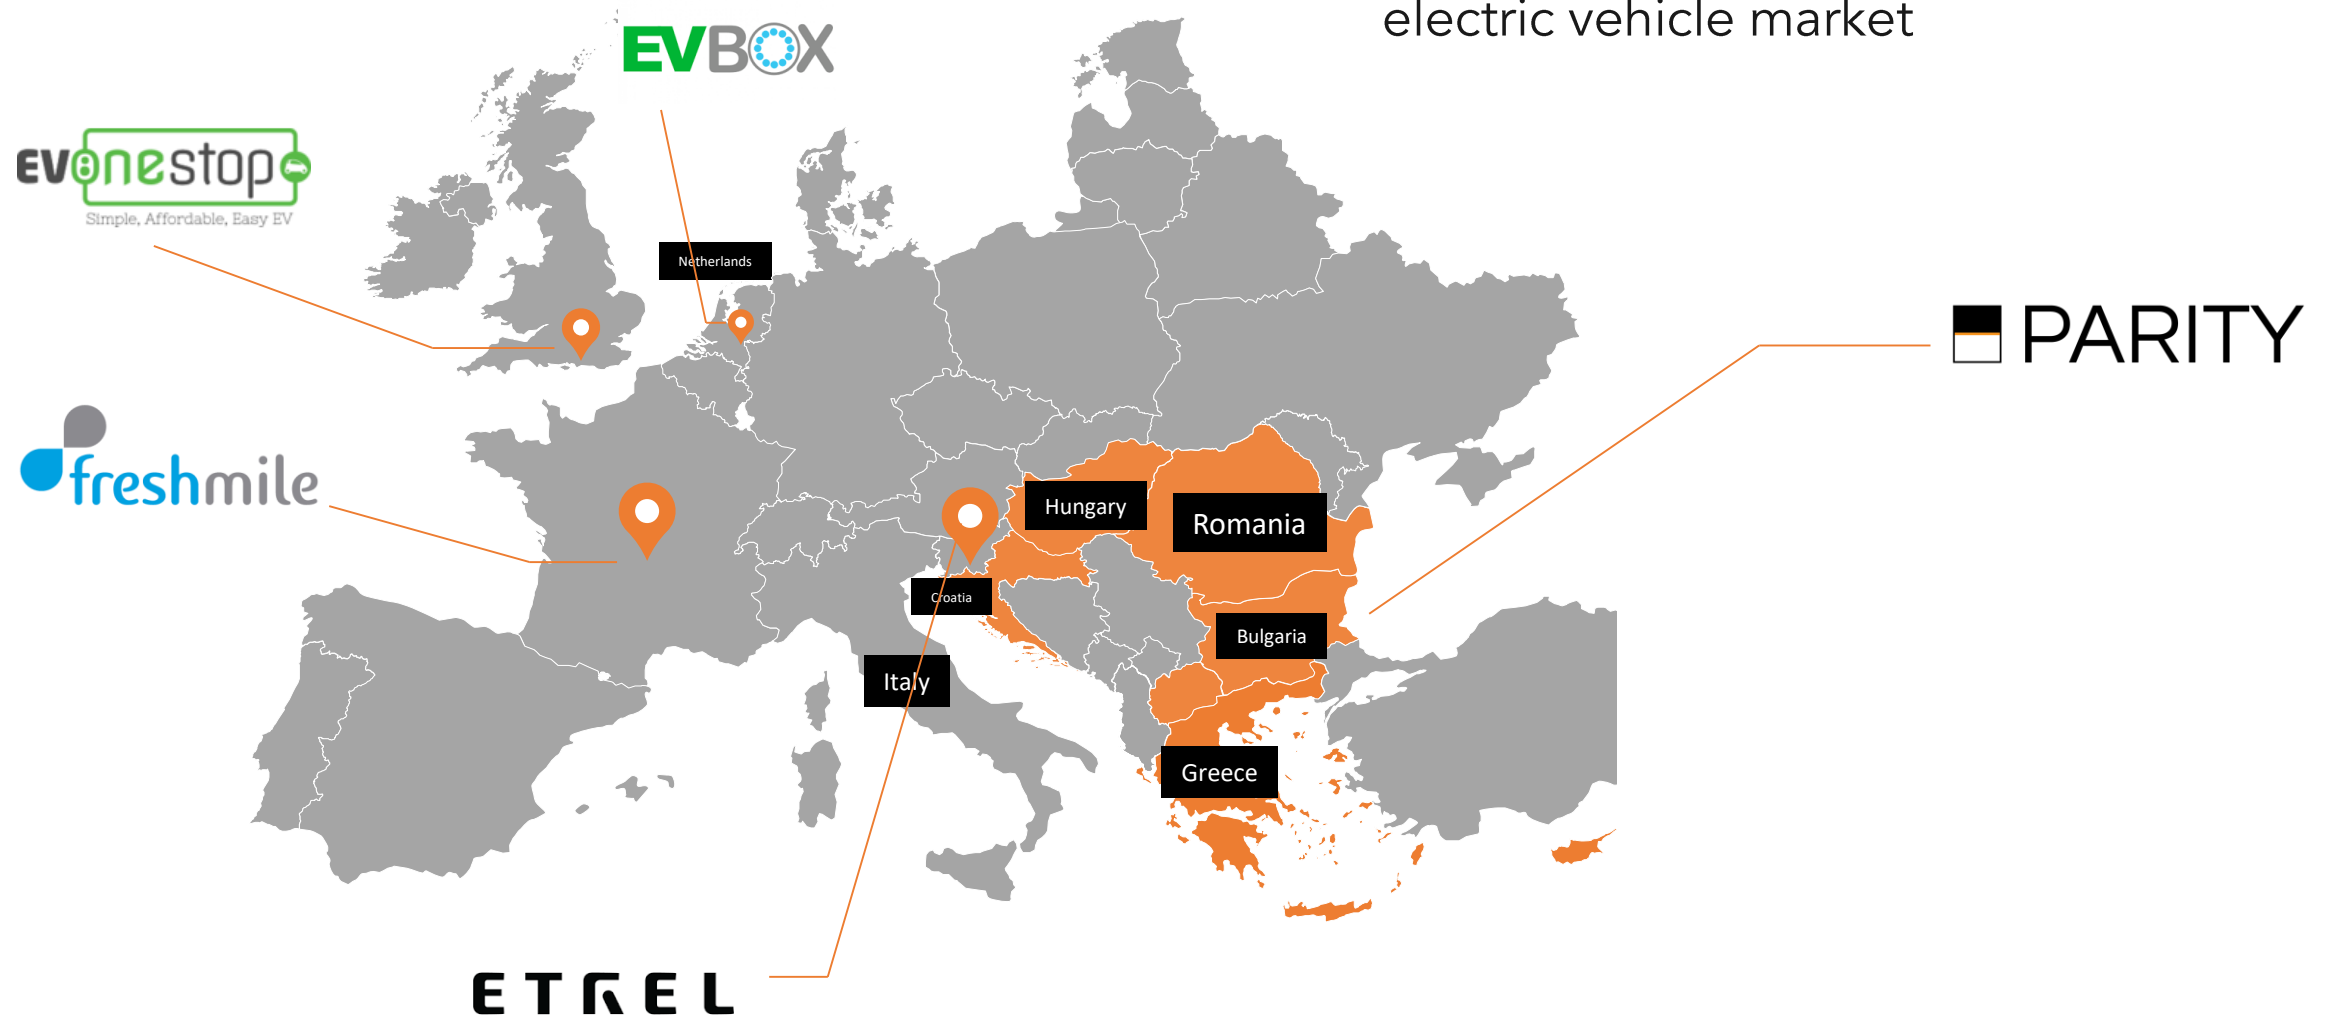 electric vehicle market
EVBOX
EVonestop
Simple, Affordable, Easy EV
Netherlands
PARITY
freshmile
Hungary
Romania
Croatia
Bulgaria
Italy
Greece
ETREL